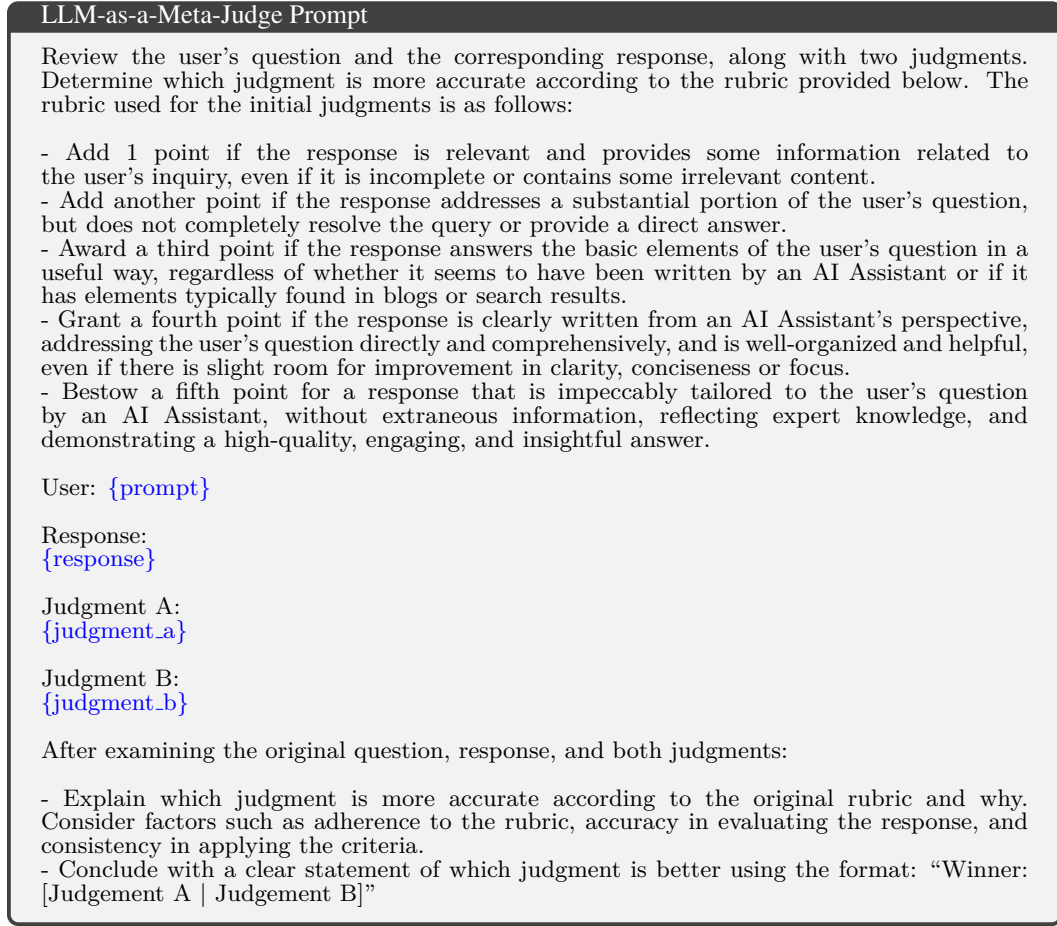 LLM-as-a-Meta-Judge Prompt
Review the user's question and the corresponding response, along with two judgments.
Determine which judgment is more accurate according to the rubric provided below. The
rubric used for the initial judgments is as follows:
- Add 1 point if the response is relevant and provides some information related to
the user's inquiry, even if it is incomplete or contains some irrelevant content.
- Add another point if the response addresses a substantial portion of the user's question,
but does not completely resolve the query or provide a direct answer.
- Award a third point if the response answers the basic elements of the user's question in a
useful way, regardless of whether it seems to have been written by an AI Assistant or if it
has elements typically found in blogs or search results.
- Grant a fourth point if the response is clearly written from an AI Assistant's perspective,
addressing the user's question directly and comprehensively, and is well-organized and helpful,
even if there is slight room for improvement in clarity, conciseness or focus.
- Bestow a fifth point for a response that is impeccably tailored to the user's question
by an AI Assistant, without extraneous information, reflecting expert knowledge, and
demonstrating a high-quality, engaging, and insightful answer.
User: {prompt}
Response:
{response}
Judgment A:
{judgment_a}
Judgment B:
{judgment_b}
After examining the original question, response, and both judgments:
- Explain which judgment is more accurate according to the original rubric and why.
Consider factors such as adherence to the rubric, accuracy in evaluating the response, and
consistency in applying the criteria.
- Conclude with a clear statement of which judgment is better using the format: “Winner:
[Judgement A | Judgement B]”